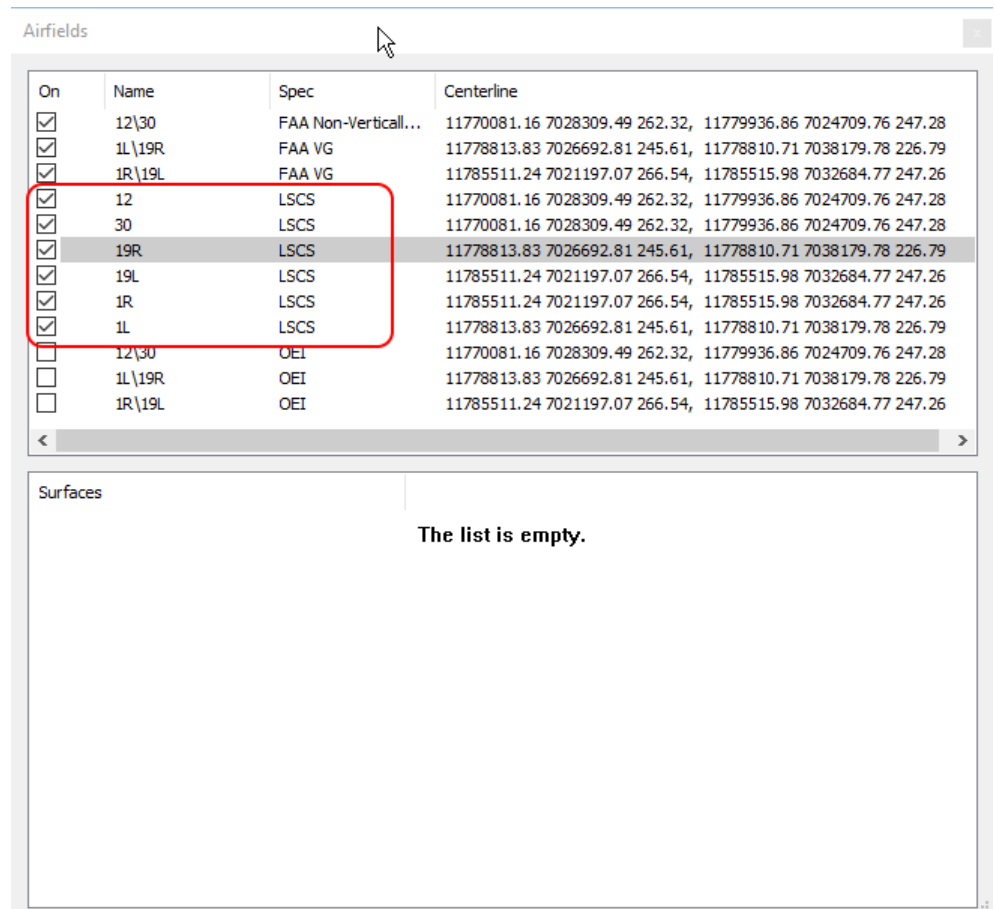 Airfields
x
On Name Spec Centerline
12\30 FAA Non-Verticall... 11770081.16 7028309.49 262.32, 11779936.86 7024709.76 247.28
1L\19R FAA VG 11778813.83 7026692.81 245.61, 11778810.71 7038179.78 226.79
1R\19L FAA VG 11785511.24 7021197.07 266.54, 11785515.98 7032684.77 247.26
12 LSCS 11770081.16 7028309.49 262.32, 11779936.86 7024709.76 247.28
30 LSCS 11770081.16 7028309.49 262.32, 11779936.86 7024709.76 247.28
19R LSCS 11778813.83 7026692.81 245.61, 11778810.71 7038179.78 226.79
19L LSCS 11785511.24 7021197.07 266.54, 11785515.98 7032684.77 247.26
1R LSCS 11785511.24 7021197.07 266.54, 11785515.98 7032684.77 247.26
1L LSCS 11778813.83 7026692.81 245.61, 11778810.71 7038179.78 226.79
12\30 OEI 11770081.16 7028309.49 262.32, 11779936.86 7024709.76 247.28
1L\19R OEI 11778813.83 7026692.81 245.61, 11778810.71 7038179.78 226.79
1R\19L OEI 11785511.24 7021197.07 266.54, 11785515.98 7032684.77 247.26
Surfaces
The list is empty.